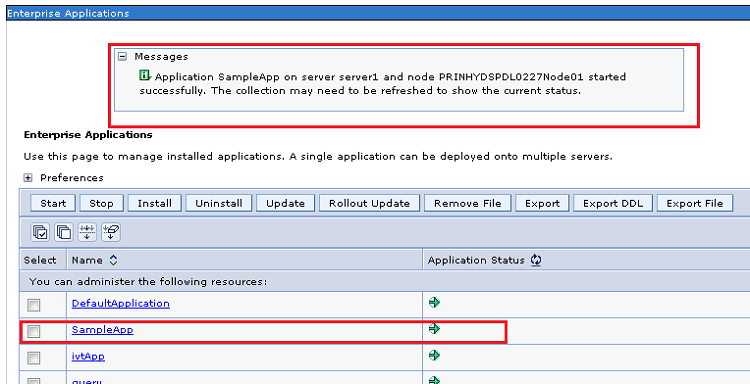 Enterprise Applications
Messages
Application SampleApp on server server1 and node PRINHYDSPDL0227Node01 started
successfully. The collection may need to be refreshed to show the current status.
Enterprise Applications
Use this page to manage installed applications. A single application can be deployed onto multiple servers.
Preferences
Start Stop Install Uninstall Update Rollout Update Remove File Export Export DDL Export File
Select Name Application Status
You can administer the following resources:
DefaultApplication
SampleApp
ivtApp
query